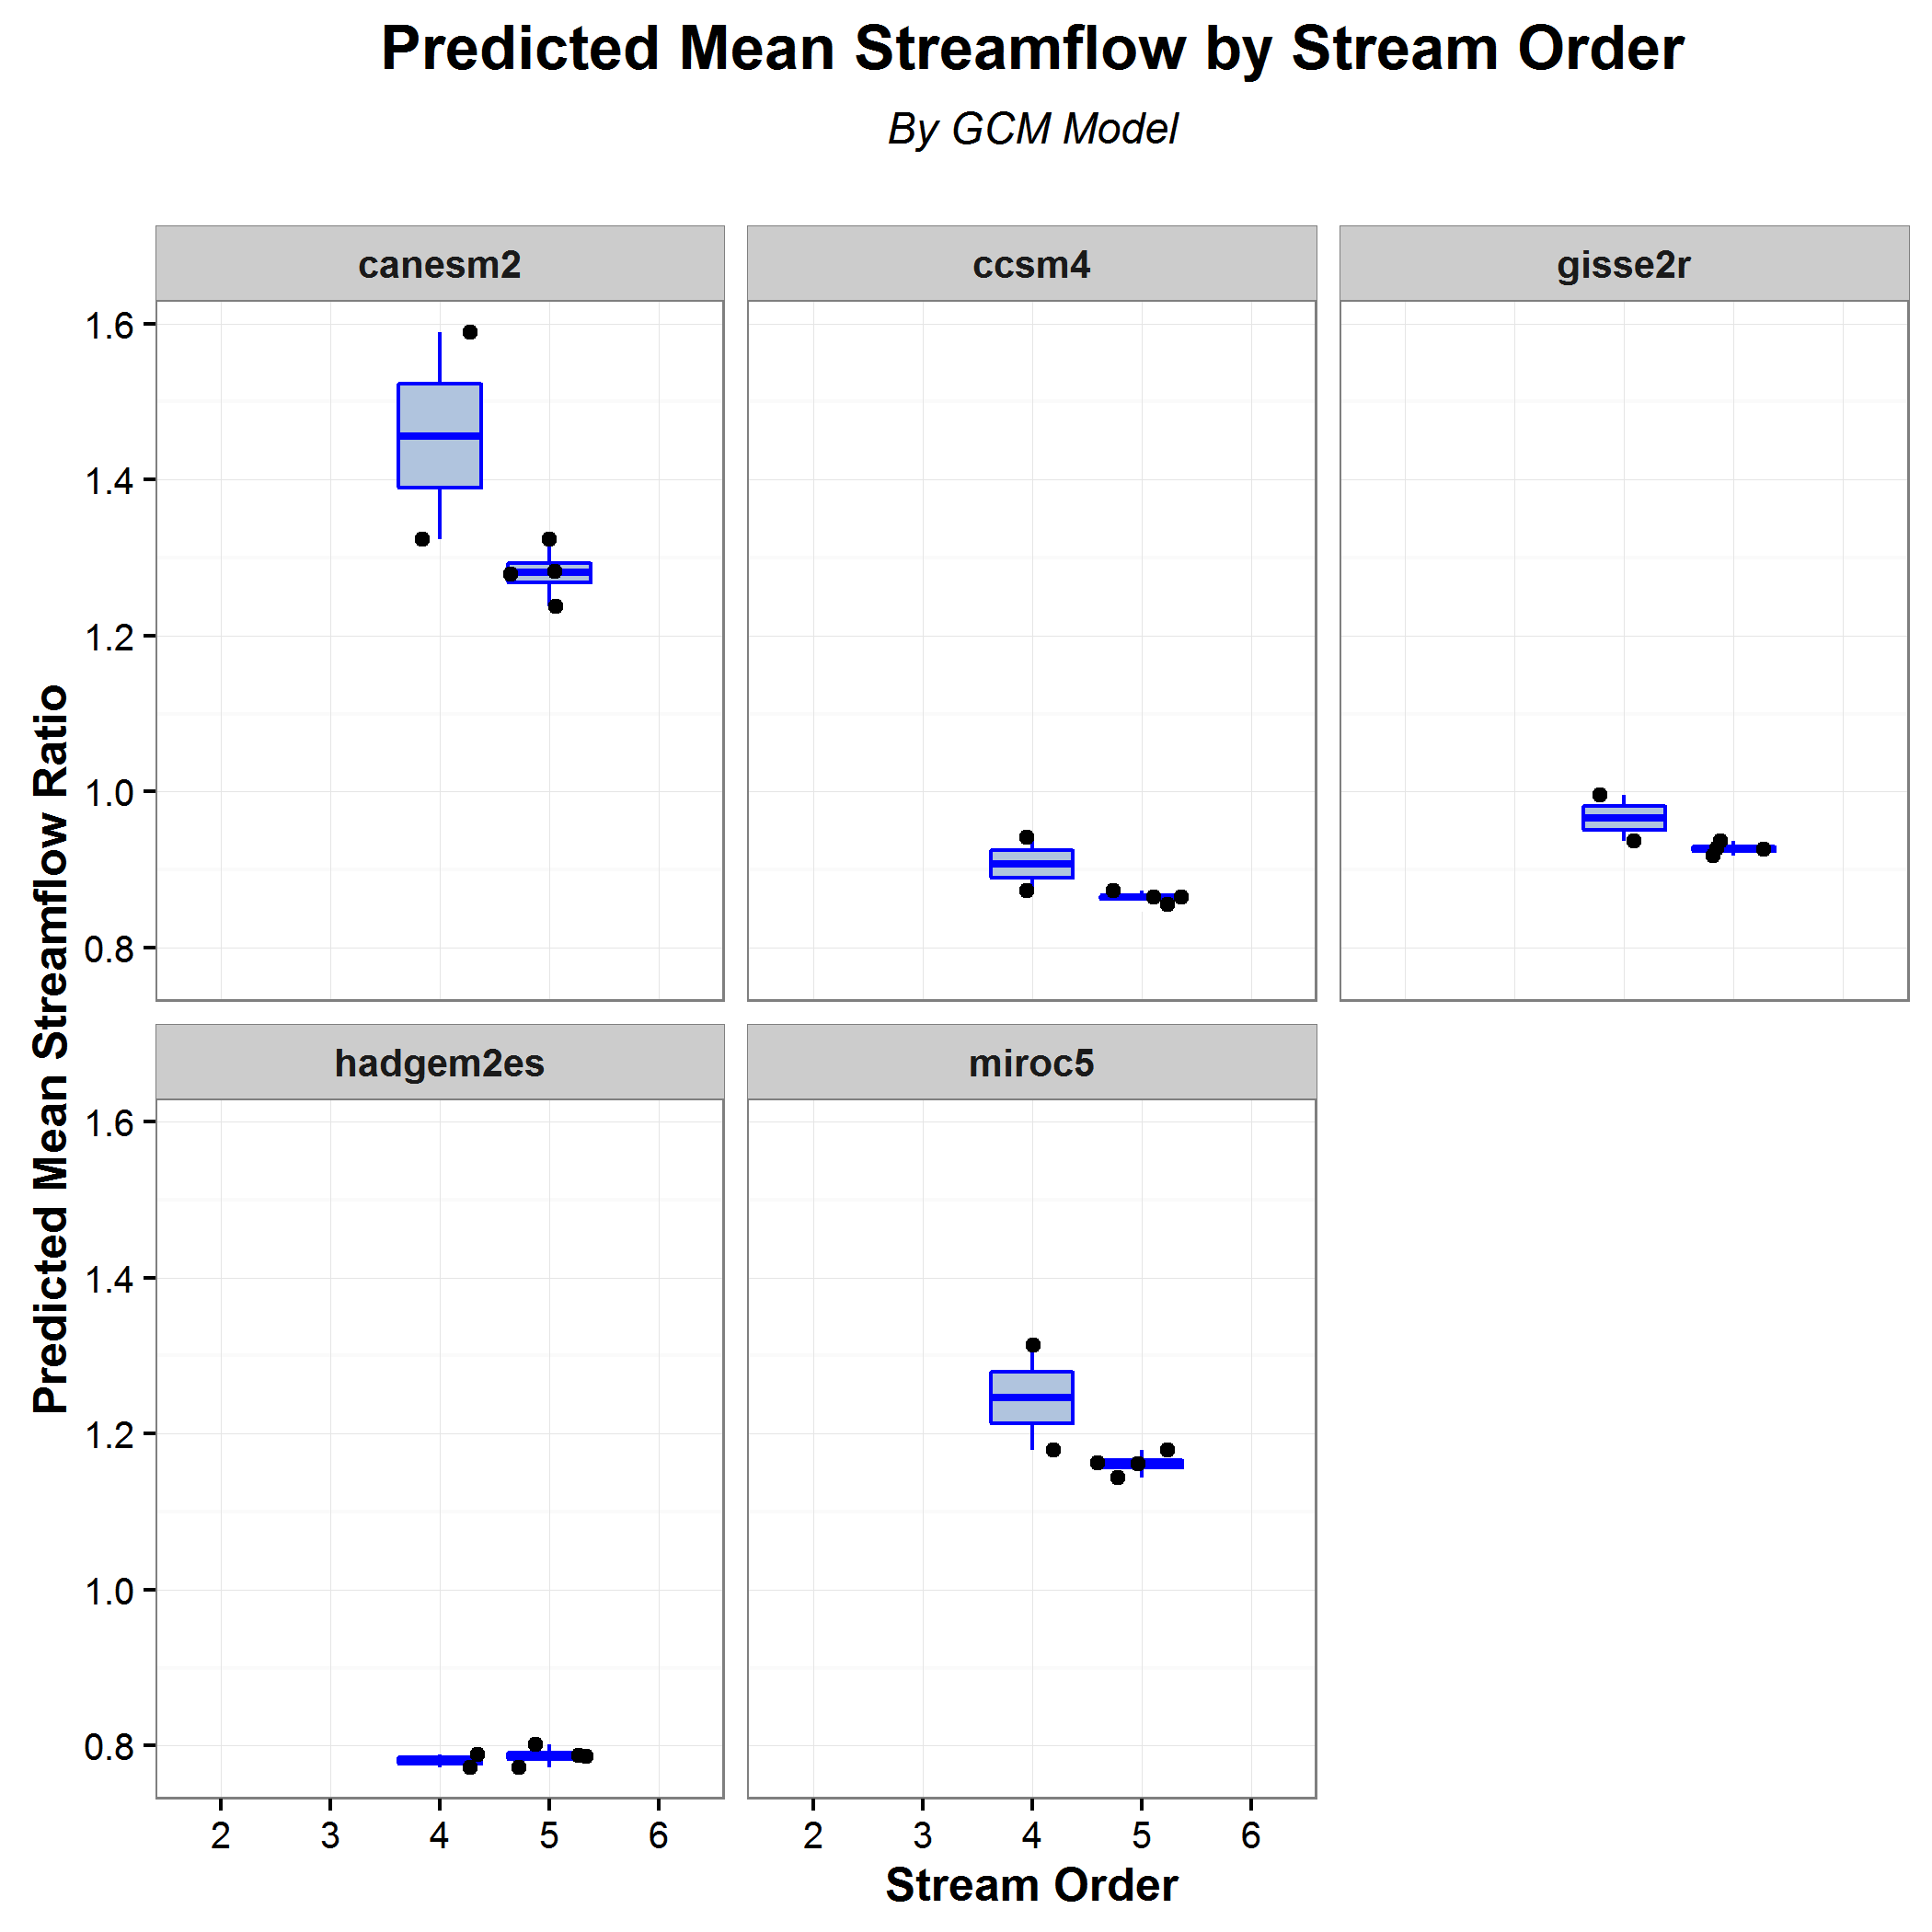 Predicted Mean Streamflow by Stream Order
By GCM Model
canesm2
ccsm4
gisse2r
1.6
1.4
1.2
1.0
0.8
Predicted Mean Streamflow Ratio
hadgem2es
miroc5
1.6
1.4
1.2
1.0
0.8
2 3 4 5 6
2 3 4 5 6
Stream Order